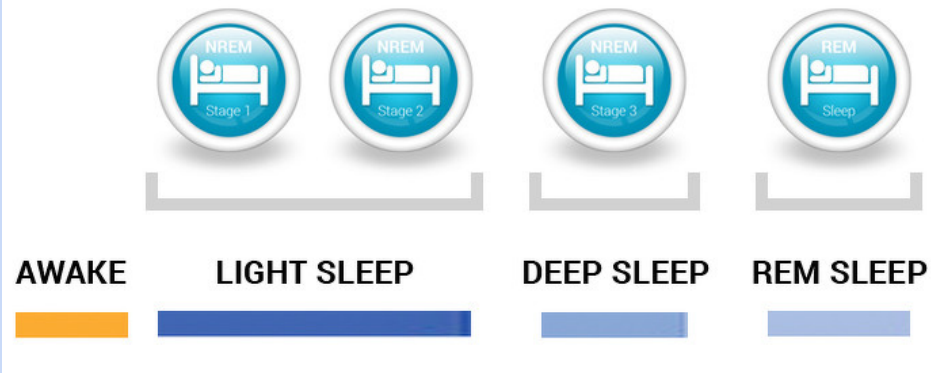 NREM
Stage 1
NREM
Stage 2
NREM
Stage 3
REM
Sleep
AWAKE
LIGHT SLEEP
DEEP SLEEP
REM SLEEP